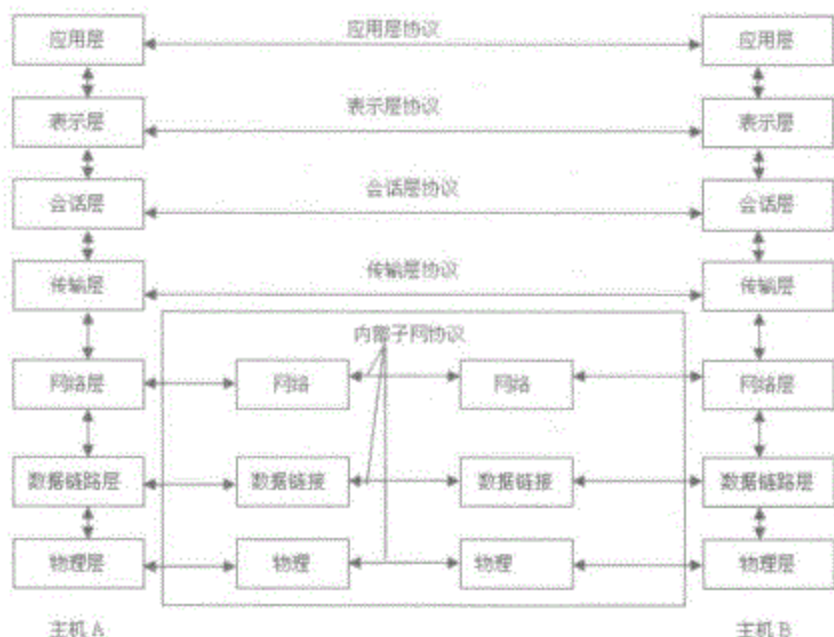 应用层
应用层协议
应用层
表示层
表示层协议
表示层
会话层
会话层协议
会话层
传输层
传输层协议
传输层
内部子网协议
网络层
网络
网络
网络层
数据链路层
数据链接
数据链接
数据链路层
物理层
物理
物理
物理层
主机 A
主机 B